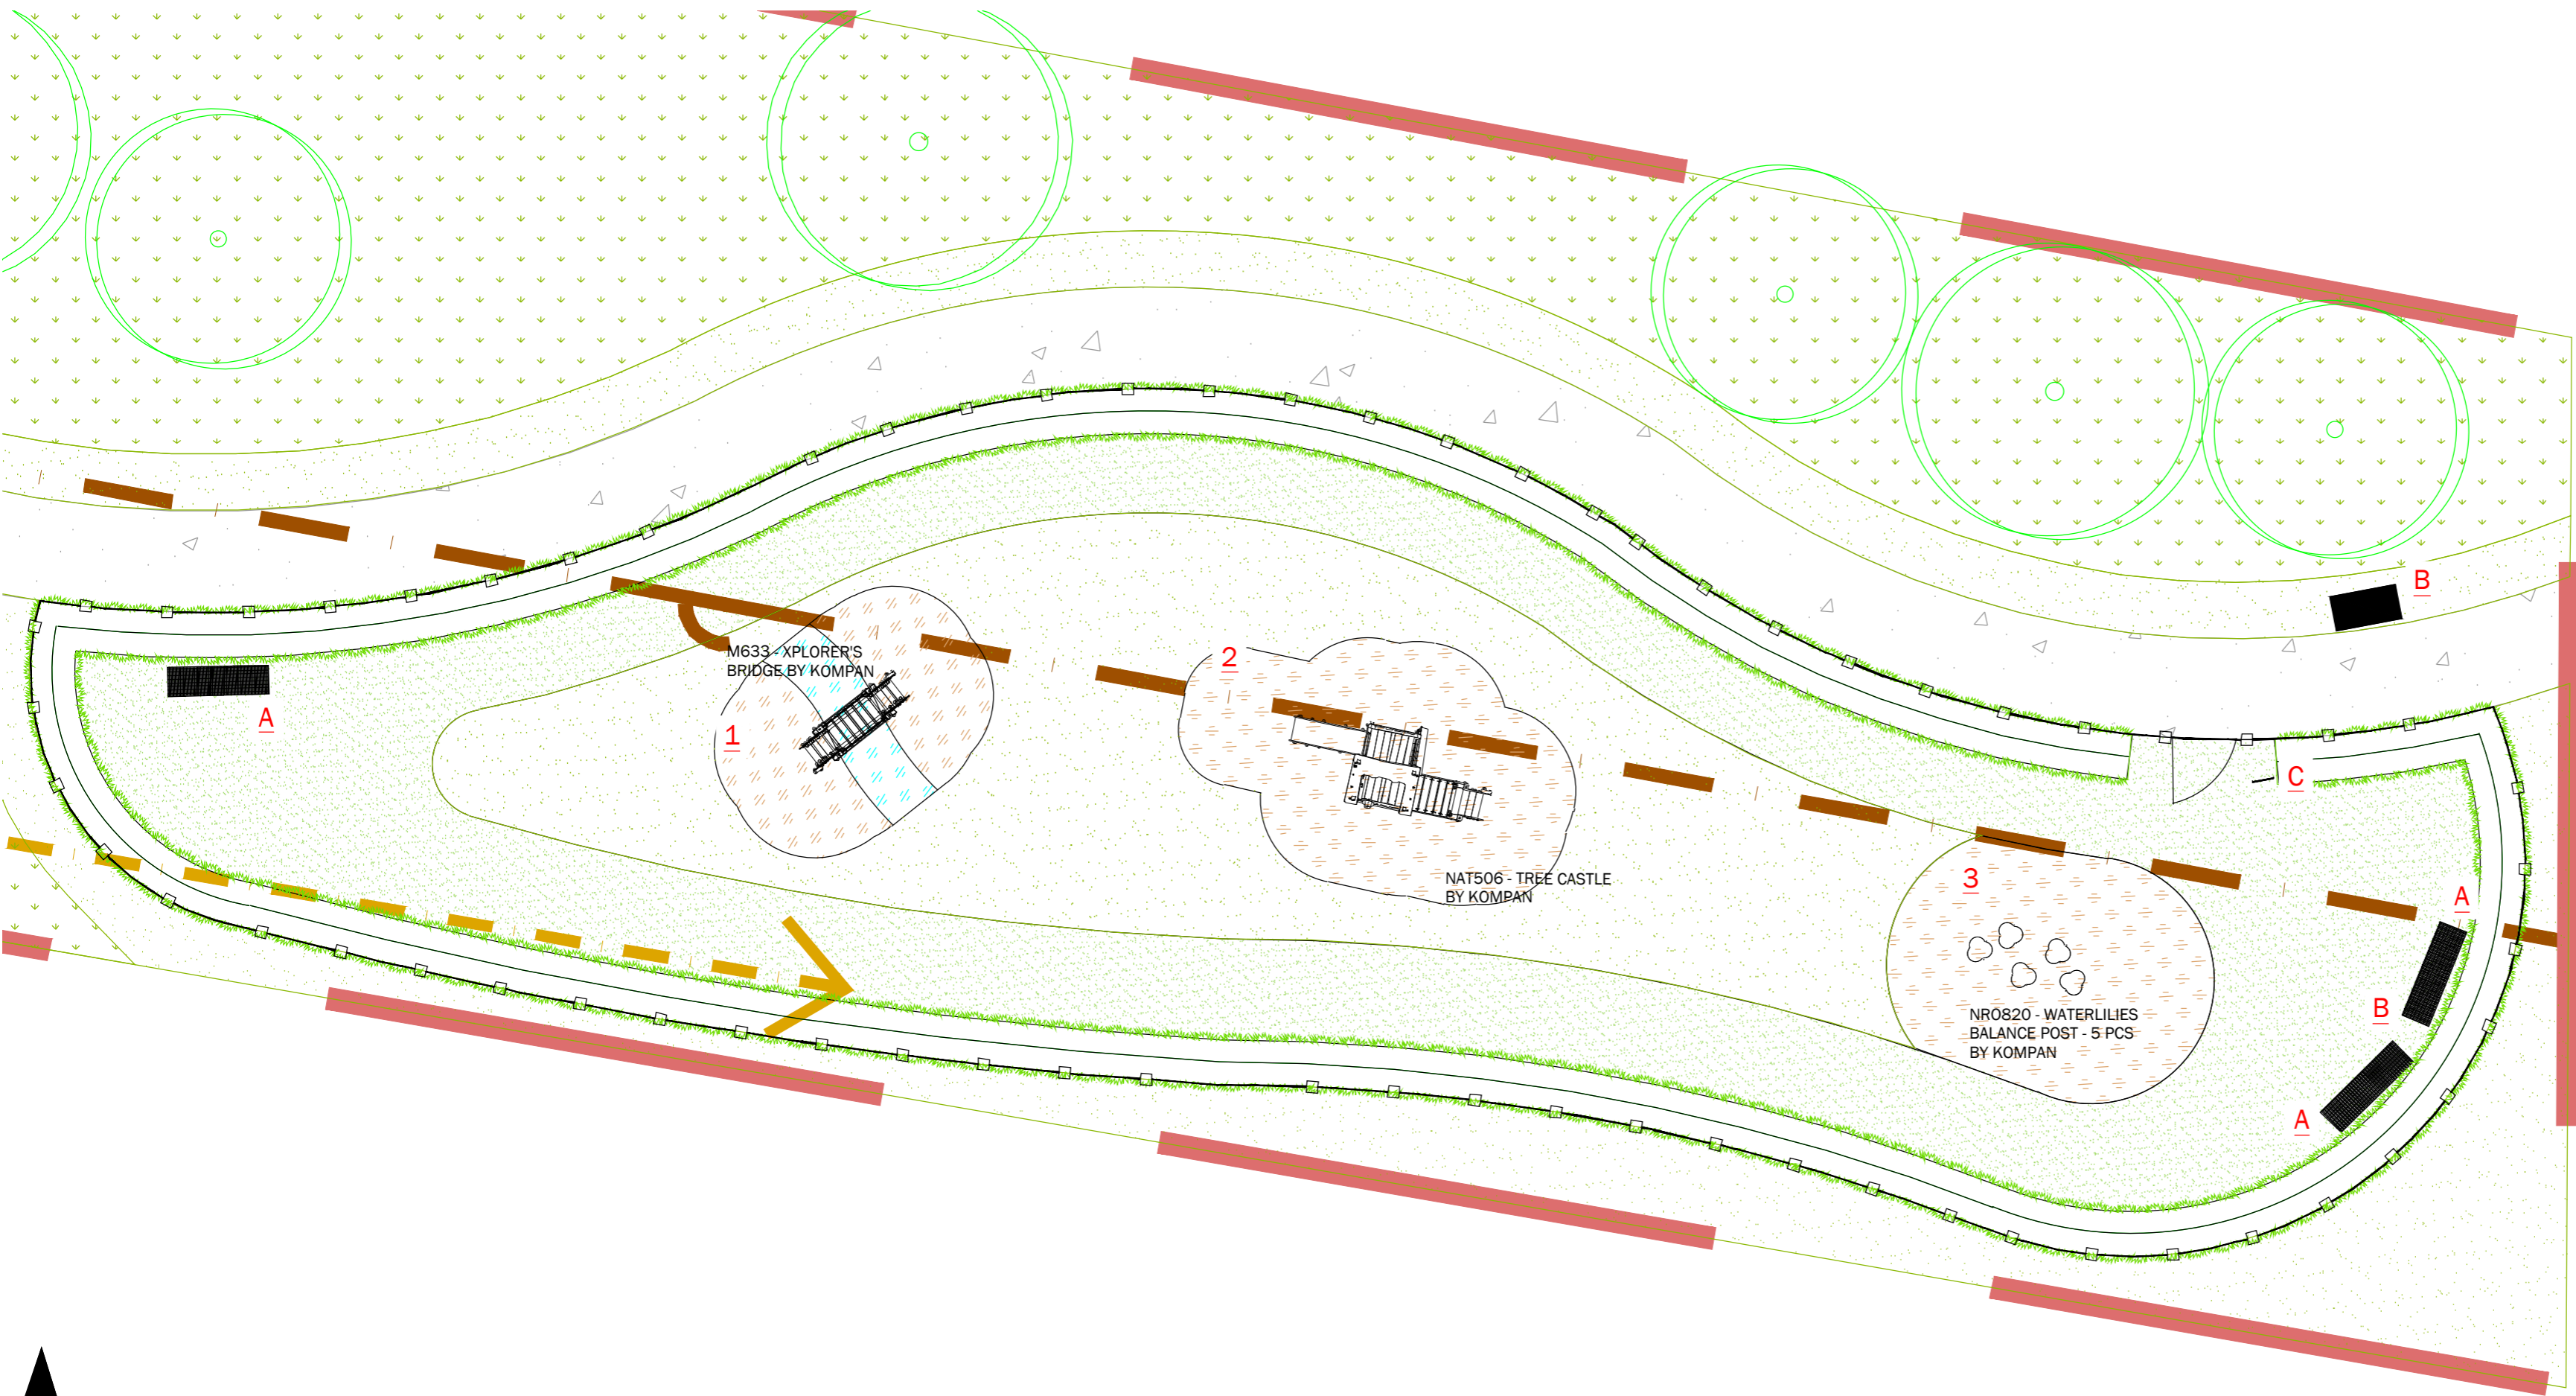 B
M633 - XPLORER'S
BRIDGE BY KOMPAN
2
A
1
C
NAT506 - TREE CASTLE
BY KOMPAN
3
A
B
NRO820 - WATERLILIES
BALANCE POST - 5 PCS
BY KOMPAN
A